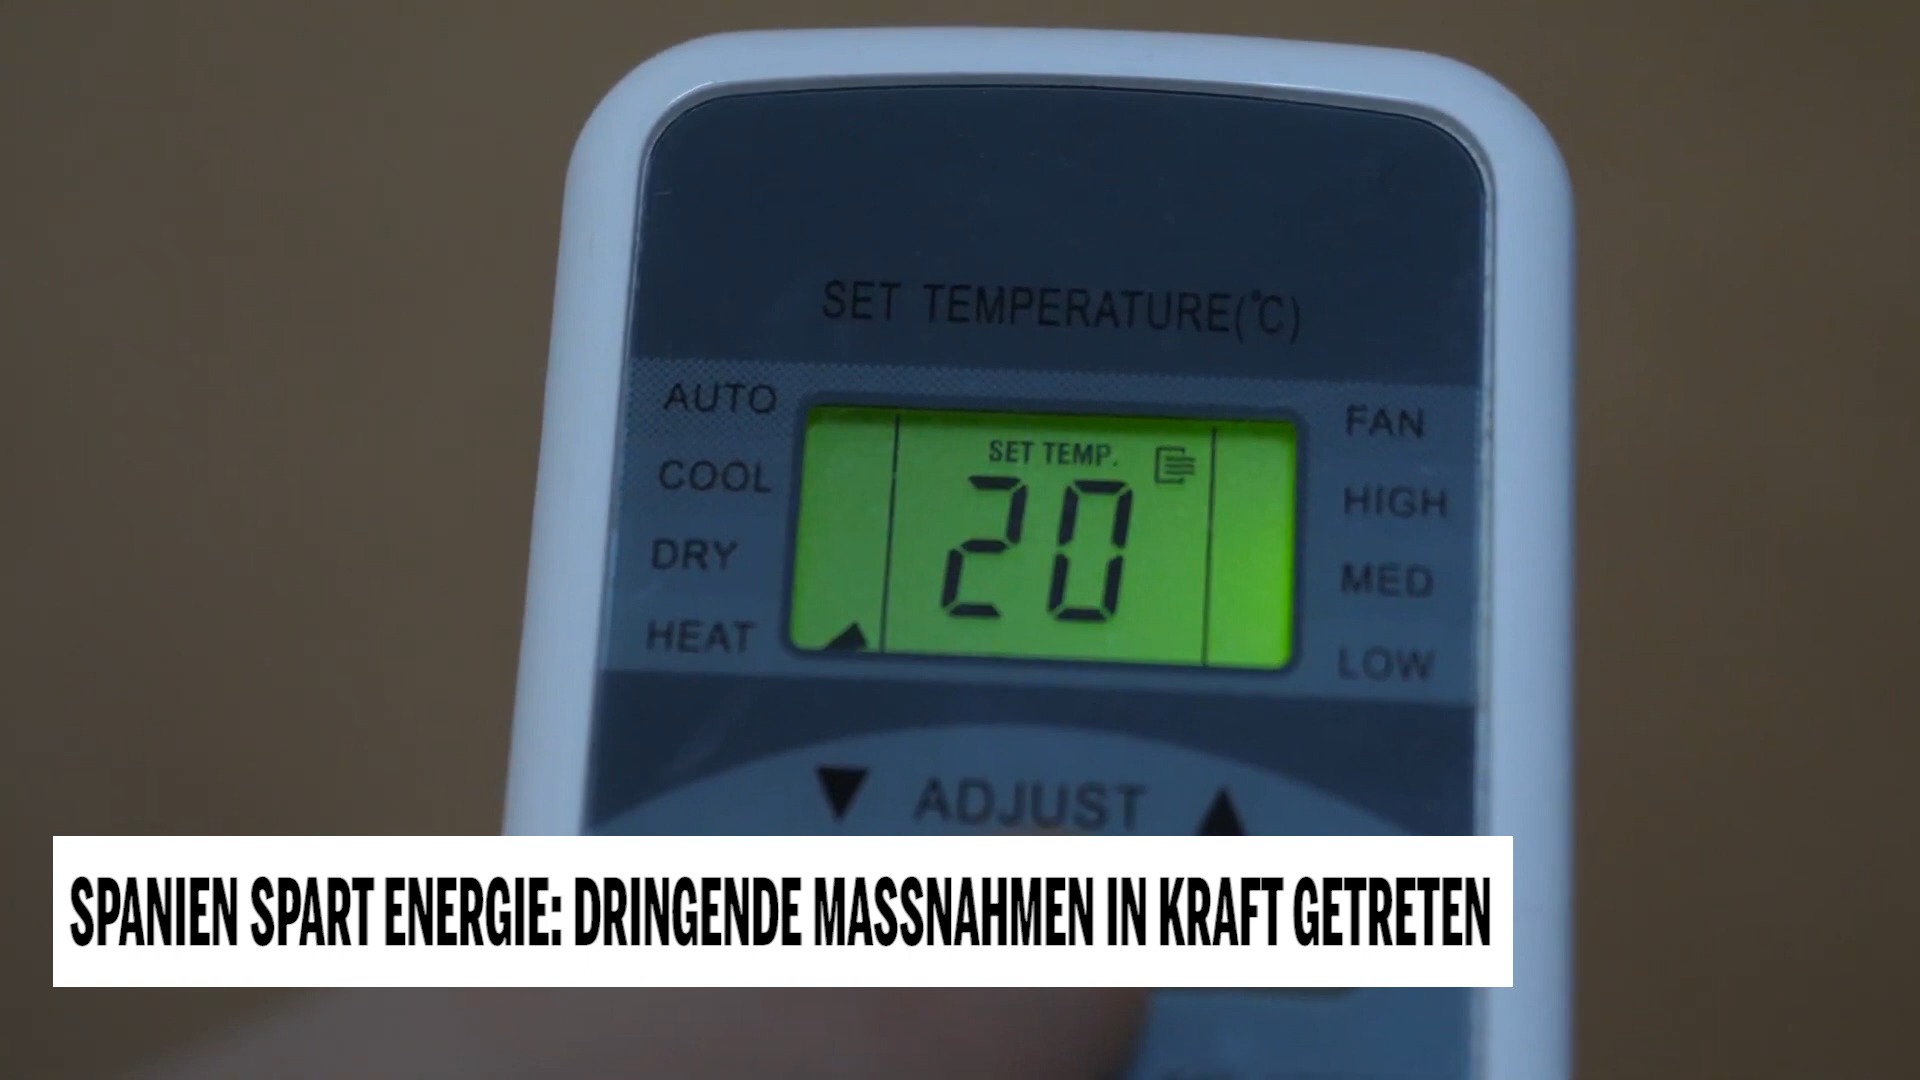 SET TEMPERATURE(°C)
AUTO
COOL
DRY
HEAT
SET TEMP.
20
FAN
HIGH
MED
LOW
▼ ADJUST ▲
SPANIEN SPART ENERGIE: DRINGENDE MASSNAHMEN IN KRAFT GETRETEN